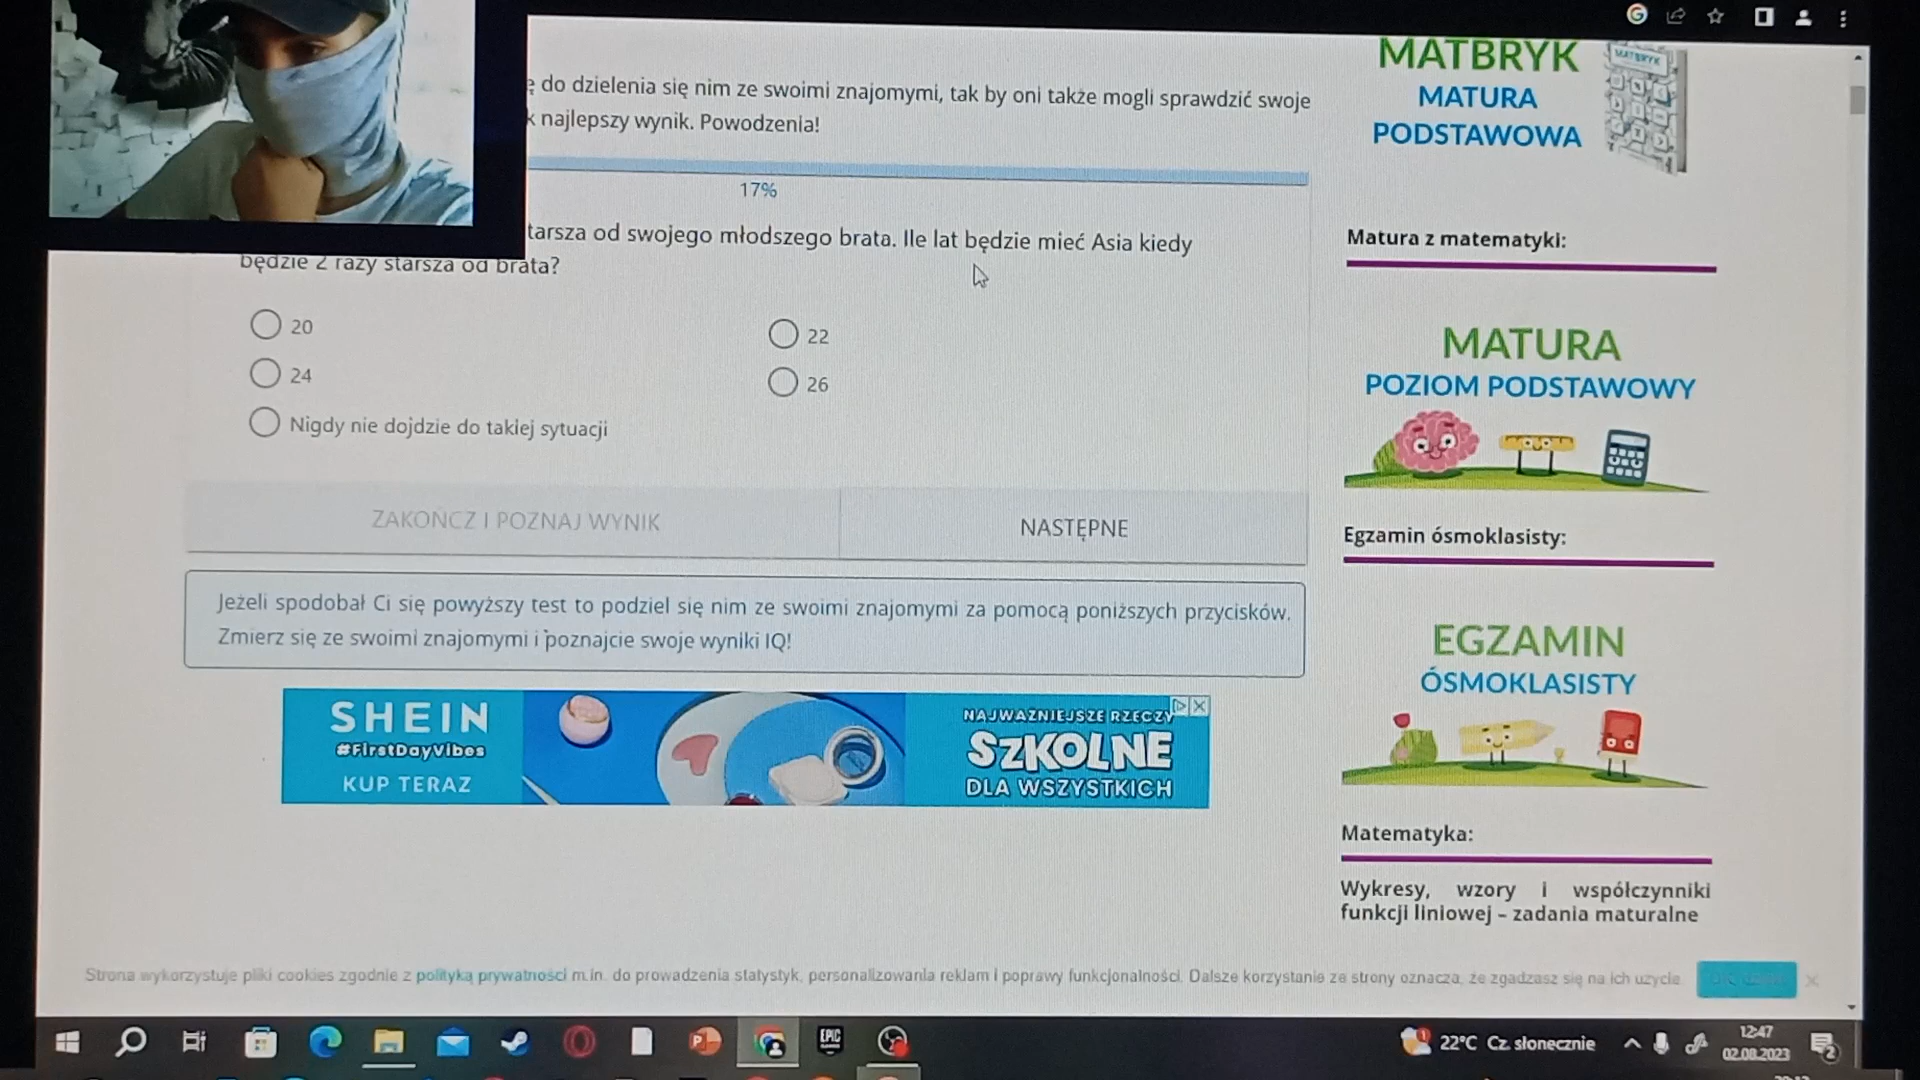 do dzielenia się nim ze swoimi znajomymi, tak by oni także mogli sprawdzić swoje
najlepszy wynik. Powodzenia!
17%
tarsza od swojego młodszego brata. Ile lat będzie mieć Asia kiedy
będzie 2 razy starsza od brata?
20
22
24
26
Nigdy nie dojdzie do takiej sytuacji
ZAKOŃCZ I POZNAJ WYNIK
NASTĘPNE
Jeżeli spodobał Ci się powyższy test to podziel się nim ze swoimi znajomymi za pomocą poniższych przycisków.
Zmierz się ze swoimi znajomymi i poznajcie swoje wyniki IQ!
SHEIN
#FirstDayVibes
KUP TERAZ
NAJWAŻNIEJSZE RZECZY
SZKOLNE
DLA WSZYSTKICH
MATBRYK
MATURA
PODSTAWOWA
MATBRYK
Matura z matematyki:
MATURA
POZIOM PODSTAWOWY
Egzamin ósmoklasisty:
EGZAMIN
ÓSMOKLASISTY
Matematyka:
Wykresy, wzory i współczynniki
funkcji liniowej – zadania maturalne
Strona wykorzystuje pliki cookies zgodnie z polityką prywatności m.in. do prowadzenia statystyk, personalizowania reklam i poprawy funkcjonalności. Dalsze korzystanie ze strony oznacza, że zgadzasz się na ich użycie
EPIC
22°C Cz. słonecznie
12:47
02.08.2023
2